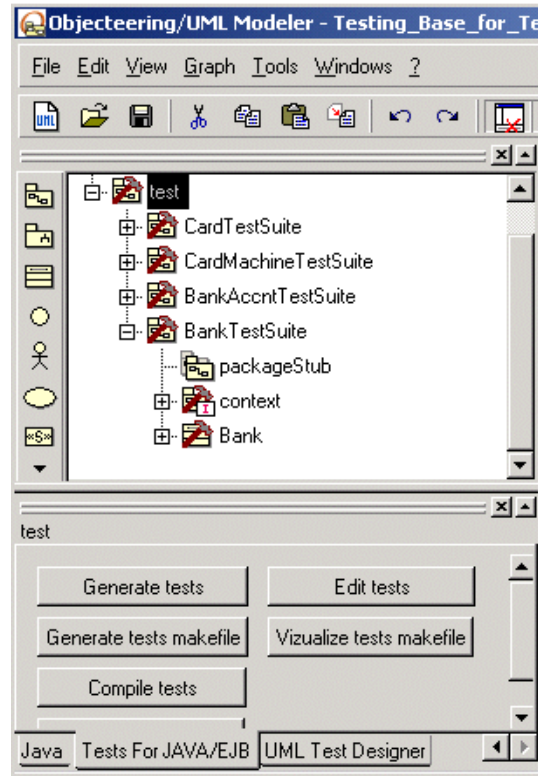 Objecteering/UML Modeler - Testing_Base_for_Te
File Edit View Graph Tools Windows ?
UML
test
CardTestSuite
CardMachineTestSuite
BankAccntTestSuite
BankTestSuite
packageStub
I context
Bank
«S»
test
Generate tests Edit tests
Generate tests makefile Vizualize tests makefile
Compile tests
Java Tests For JAVA/EJB UML Test Designer